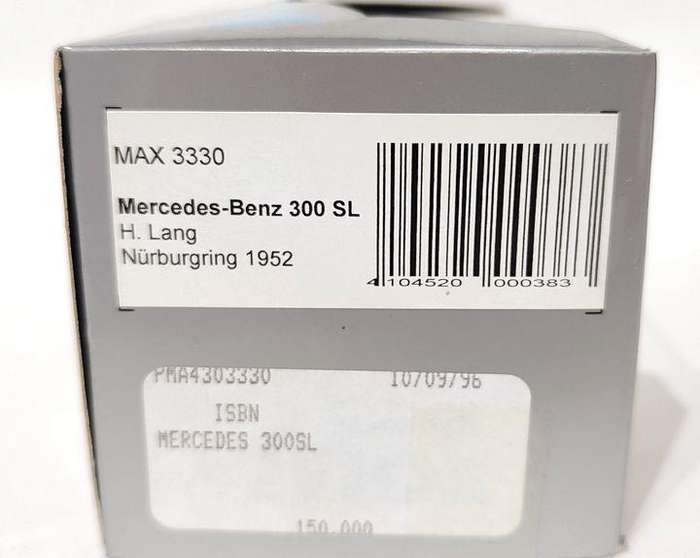 MAX 3330
Mercedes-Benz 300 SL
H. Lang
Nürburgring 1952
4 104520 000383
PMA4303330 10/09/96
ISBN
MERCEDES 300SL
150.000